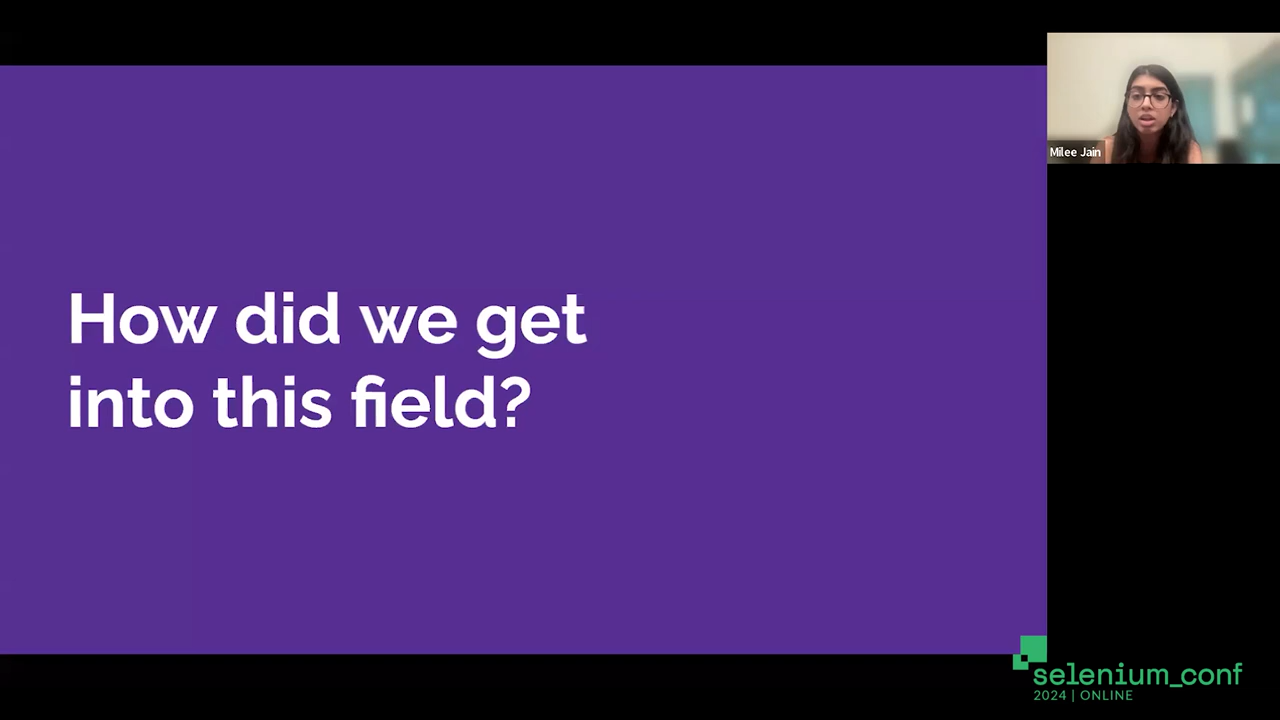 Milee Jain
How did we get
into this field?
selenium_conf
2024 | ONLINE